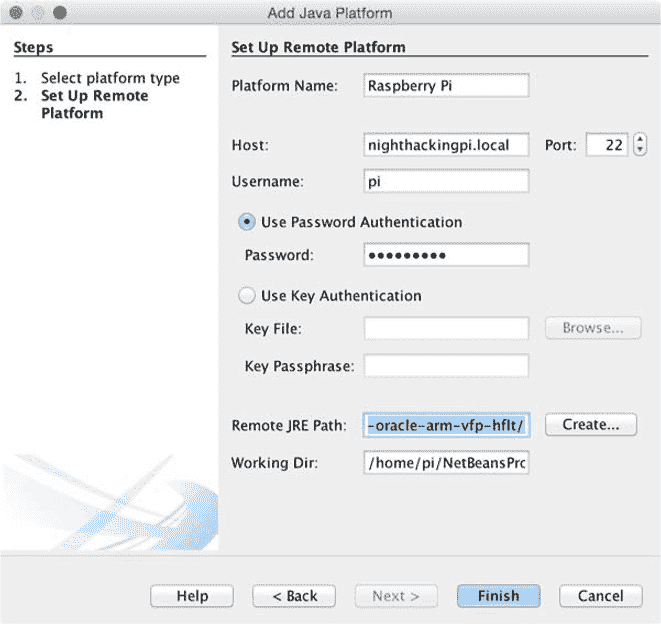 Add Java Platform
Steps
1. Select platform type
2. Set Up Remote
Platform
Set Up Remote Platform
Platform Name: Raspberry Pi
Host: nighthackingpi.local Port: 22
Username: pi
Use Password Authentication
Password: •••••••••
Use Key Authentication
Key File: Browse...
Key Passphrase:
Remote JRE Path: -oracle-arm-vfp-hflt/ Create...
Working Dir: /home/pi/NetBeansPrc
Help < Back Next > Finish Cancel